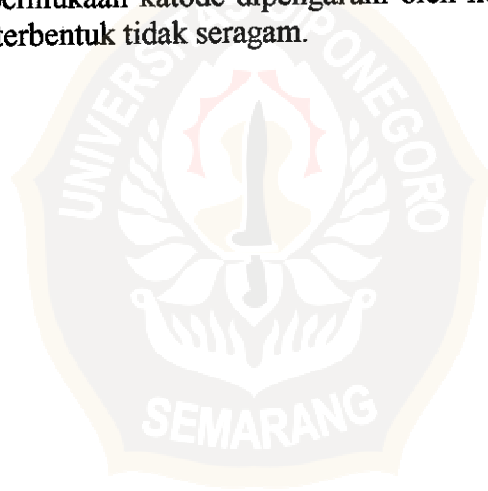 permukaan katode dipengaruhi oleh
terbentuk tidak seragam.
UNIVERSITAS DIPONEGORO
SEMARANG